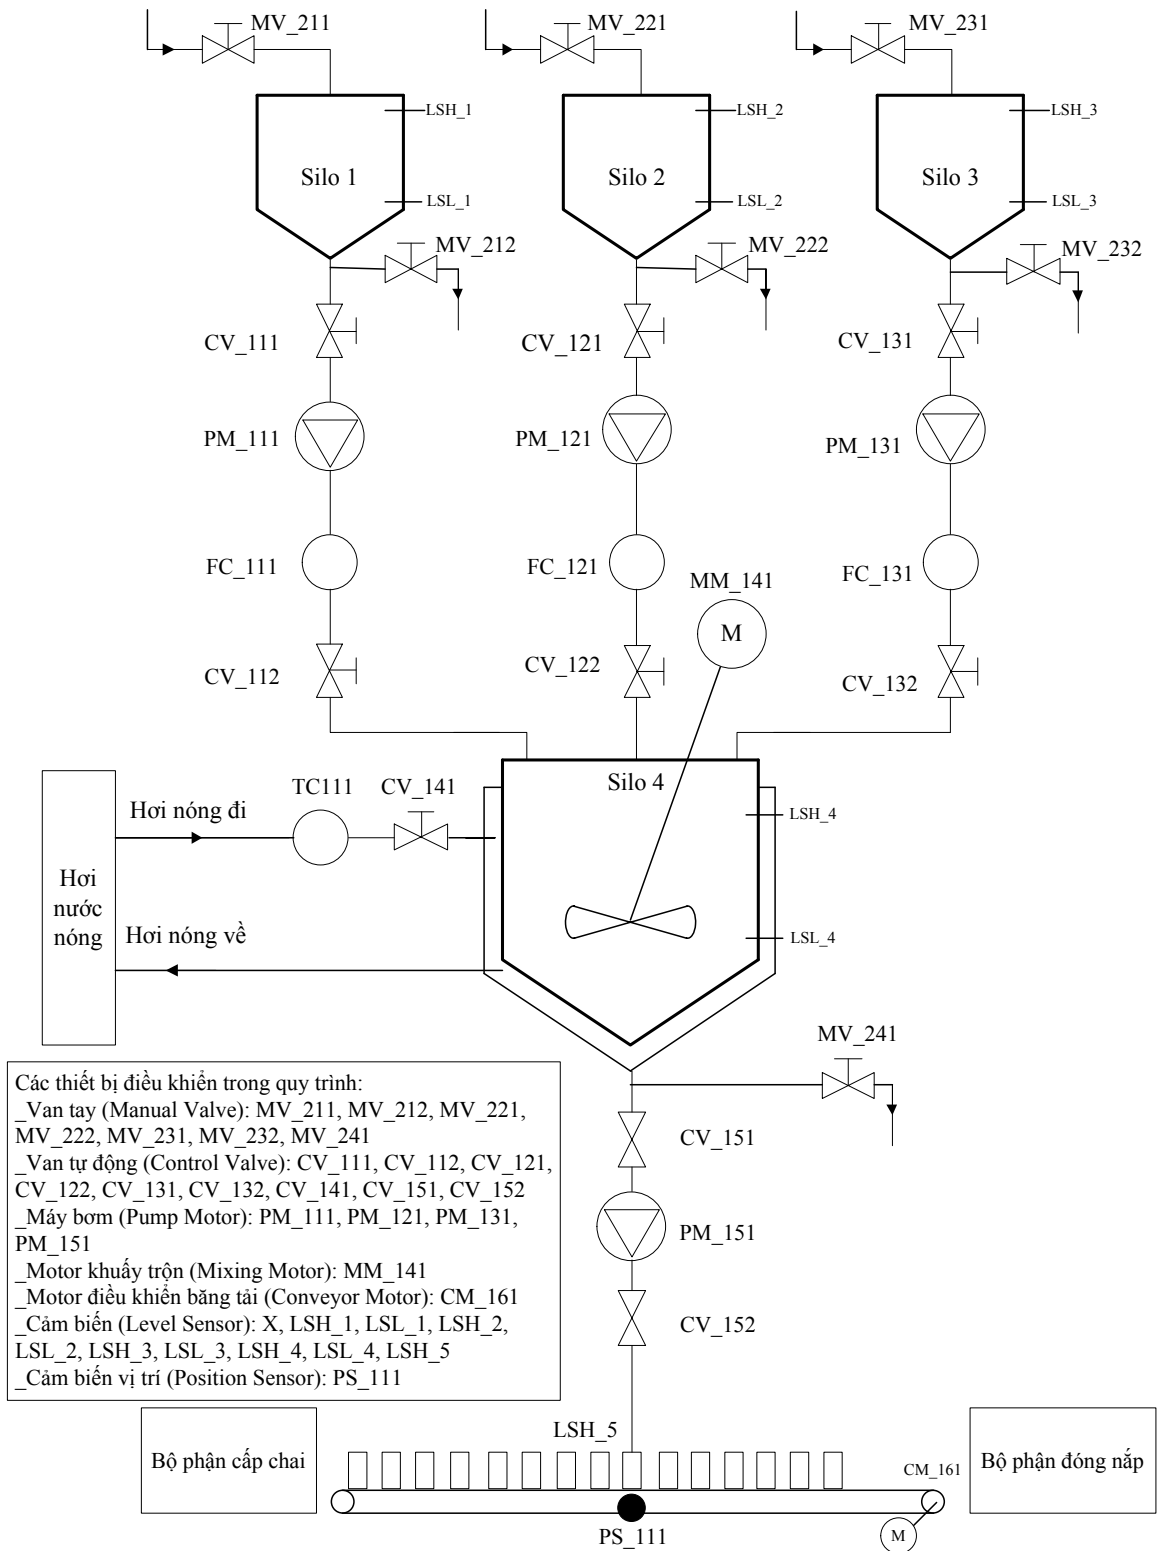 MV_211
MV_221
MV_231
LSH_1
LSH_2
LSH_3
Silo 1
Silo 2
Silo 3
LSL_1
LSL_2
LSL_3
MV_212
MV_222
MV_232
CV_111
CV_121
CV_131
PM_111
PM_121
PM_131
FC_111
FC_121
FC_131
MM_141
M
CV_112
CV_122
CV_132
Silo 4
TC111
CV_141
Hơi nóng đi
LSH_4
Hơi
nước
nóng
Hơi nóng về
LSL_4
MV_241
Các thiết bị điều khiển trong quy trình:
_Van tay (Manual Valve): MV_211, MV_212, MV_221,
MV_222, MV_231, MV_232, MV_241
_Van tự động (Control Valve): CV_111, CV_112, CV_121,
CV_122, CV_131, CV_132, CV_141, CV_151, CV_152
_Máy bơm (Pump Motor): PM_111, PM_121, PM_131,
PM_151
_Motor khuấy trộn (Mixing Motor): MM_141
_Motor điều khiển băng tải (Conveyor Motor): CM_161
_Cảm biến (Level Sensor): X, LSH_1, LSL_1, LSH_2,
LSL_2, LSH_3, LSL_3, LSH_4, LSL_4, LSH_5
_Cảm biến vị trí (Position Sensor): PS_111
CV_151
PM_151
CV_152
LSH_5
Bộ phận cấp chai
CM_161
Bộ phận đóng nắp
PS_111
M